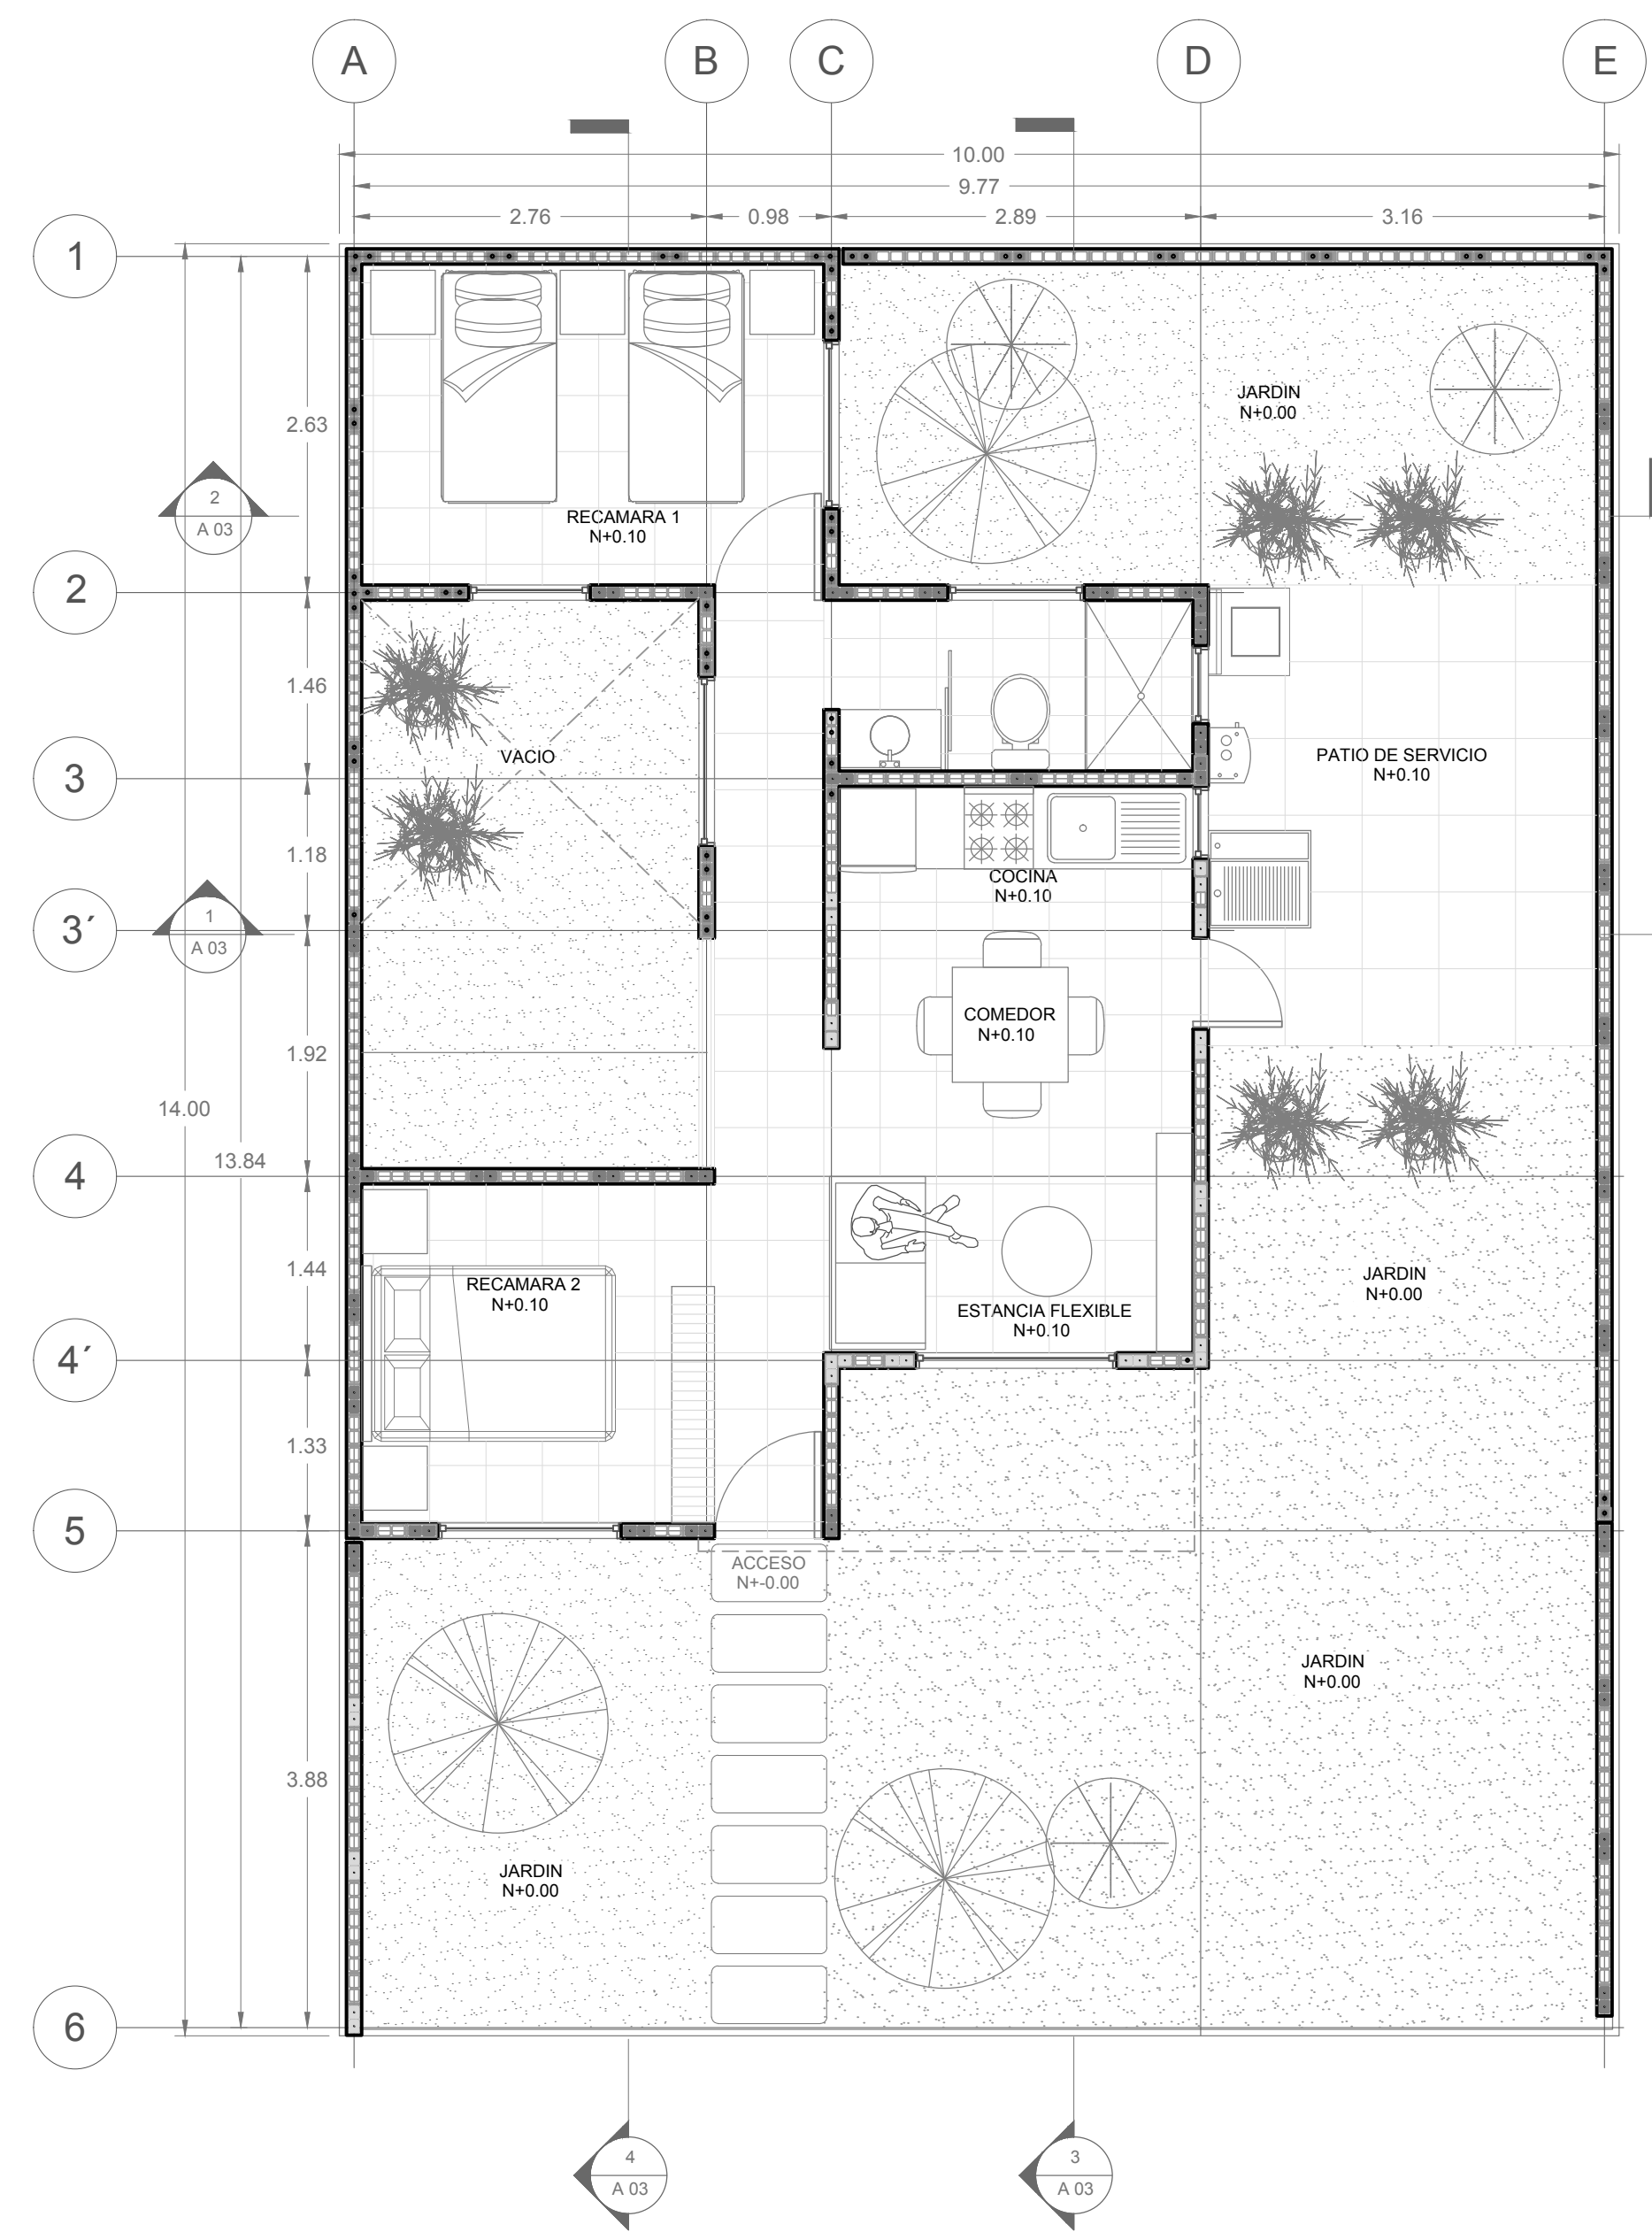 A B C D E
10.00
9.77
2.76 0.98 2.89 3.16
1
2.63
JARDIN
N+0.00
2
A 03
RECAMARA 1
N+0.10
2
1.46
VACIO
PATIO DE SERVICIO
N+0.10
3
1.18
COCINA
N+0.10
1
A 03
3´
COMEDOR
N+0.10
1.92
14.00
13.84
4
1.44
RECAMARA 2
N+0.10
JARDIN
N+0.00
ESTANCIA FLEXIBLE
N+0.10
4´
1.33
5
ACCESO
N+-0.00
JARDIN
N+0.00
3.88
JARDIN
N+0.00
6
4
A 03
3
A 03